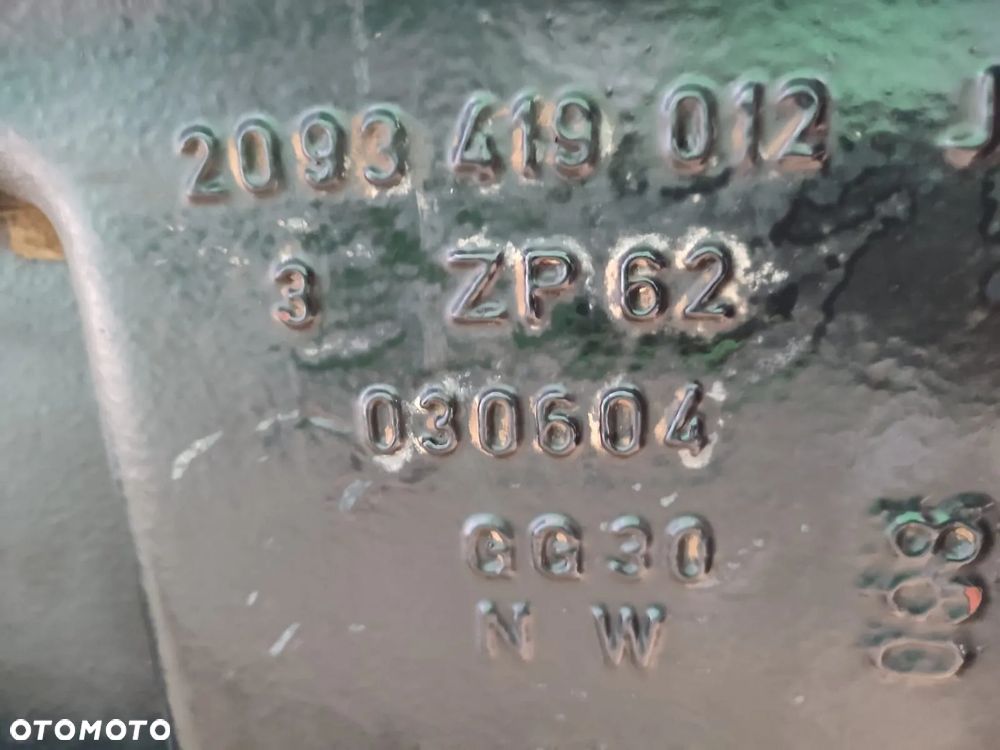 2093 419 012 J
3 ZP62
030604
GG30
N W
OTOMOTO